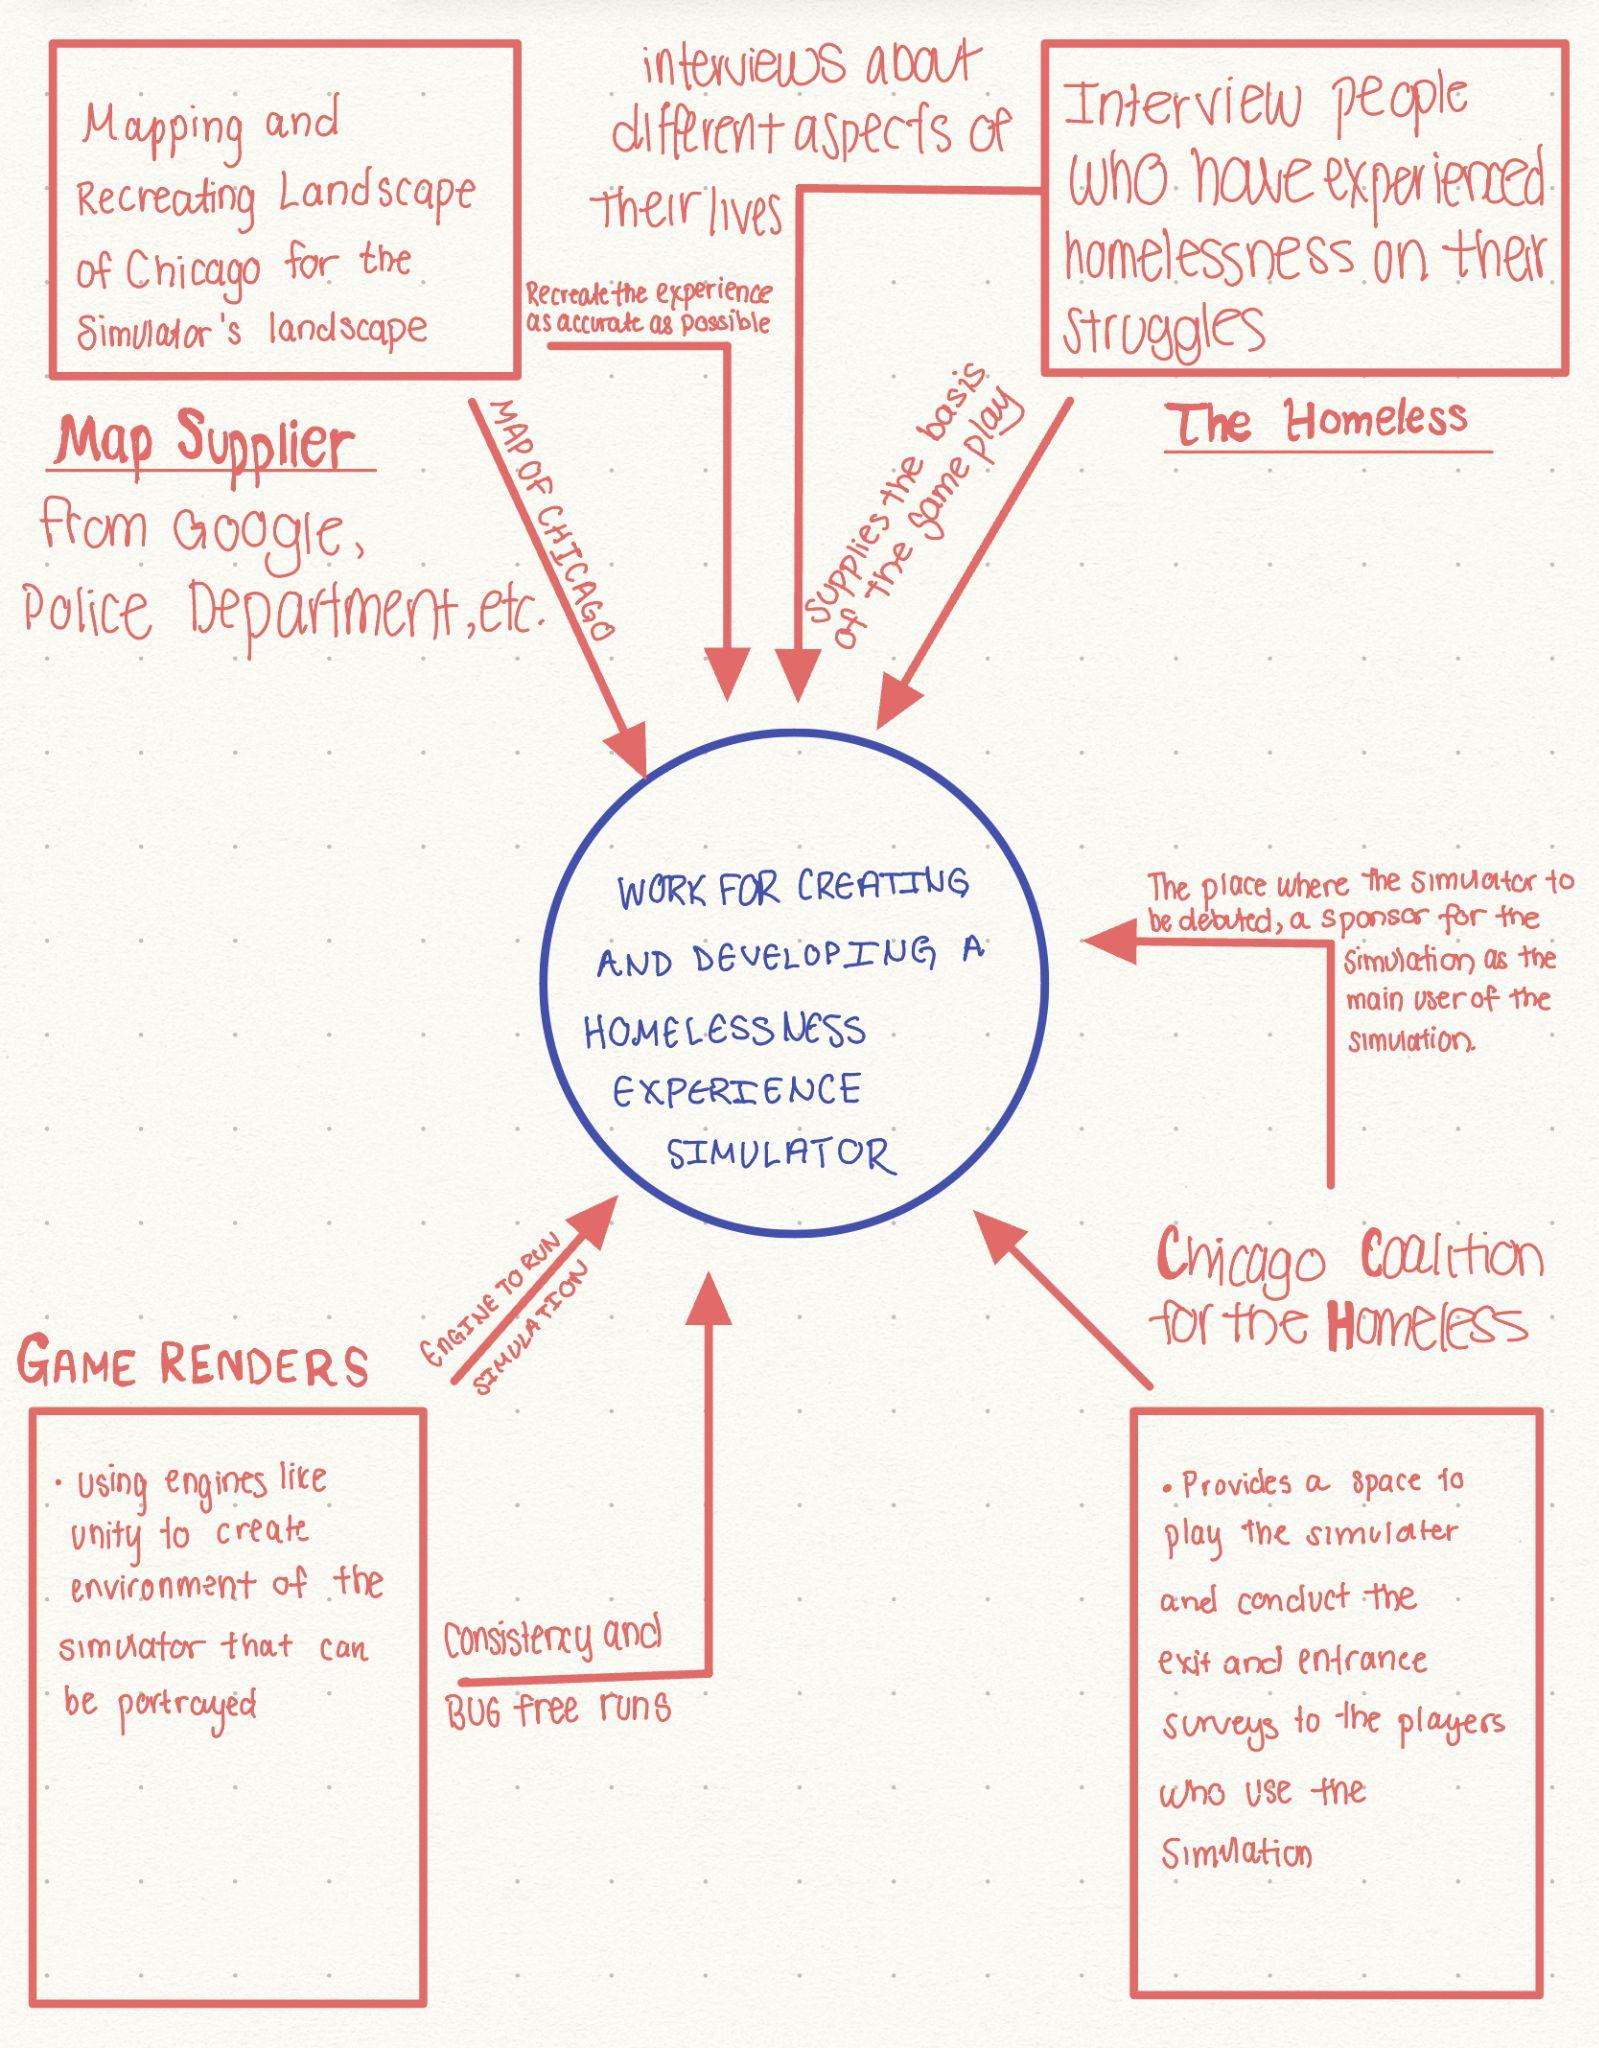 Mapping and
Recreating Landscape
of Chicago for the
Simulator's landscape
Map Supplier
from Google,
Police Department, etc.
interviews about
different aspects of
their lives
Recreate the experience
as accurate as possible
MAP OF CHICAGO
Interview people
who have experienced
homelessness on their
struggles
The Homeless
Supplies the basis
of the game play
WORK FOR CREATING
AND DEVELOPING A
HOMELESSNESS
EXPERIENCE
SIMULATOR
The place where the simulator to
be debuted, a sponsor for the
simulation as the
main user of the
simulation.
Chicago Coalition
for the Homeless
• Provides a space to
play the simulater
and conduct the
exit and entrance
surveys to the players
who use the
Simulation
ENGINE TO RUN
SIMULATION
GAME RENDERS
• using engines like
unity to create
environment of the
simulator that can
be portrayed
Consistency and
BUG free runs